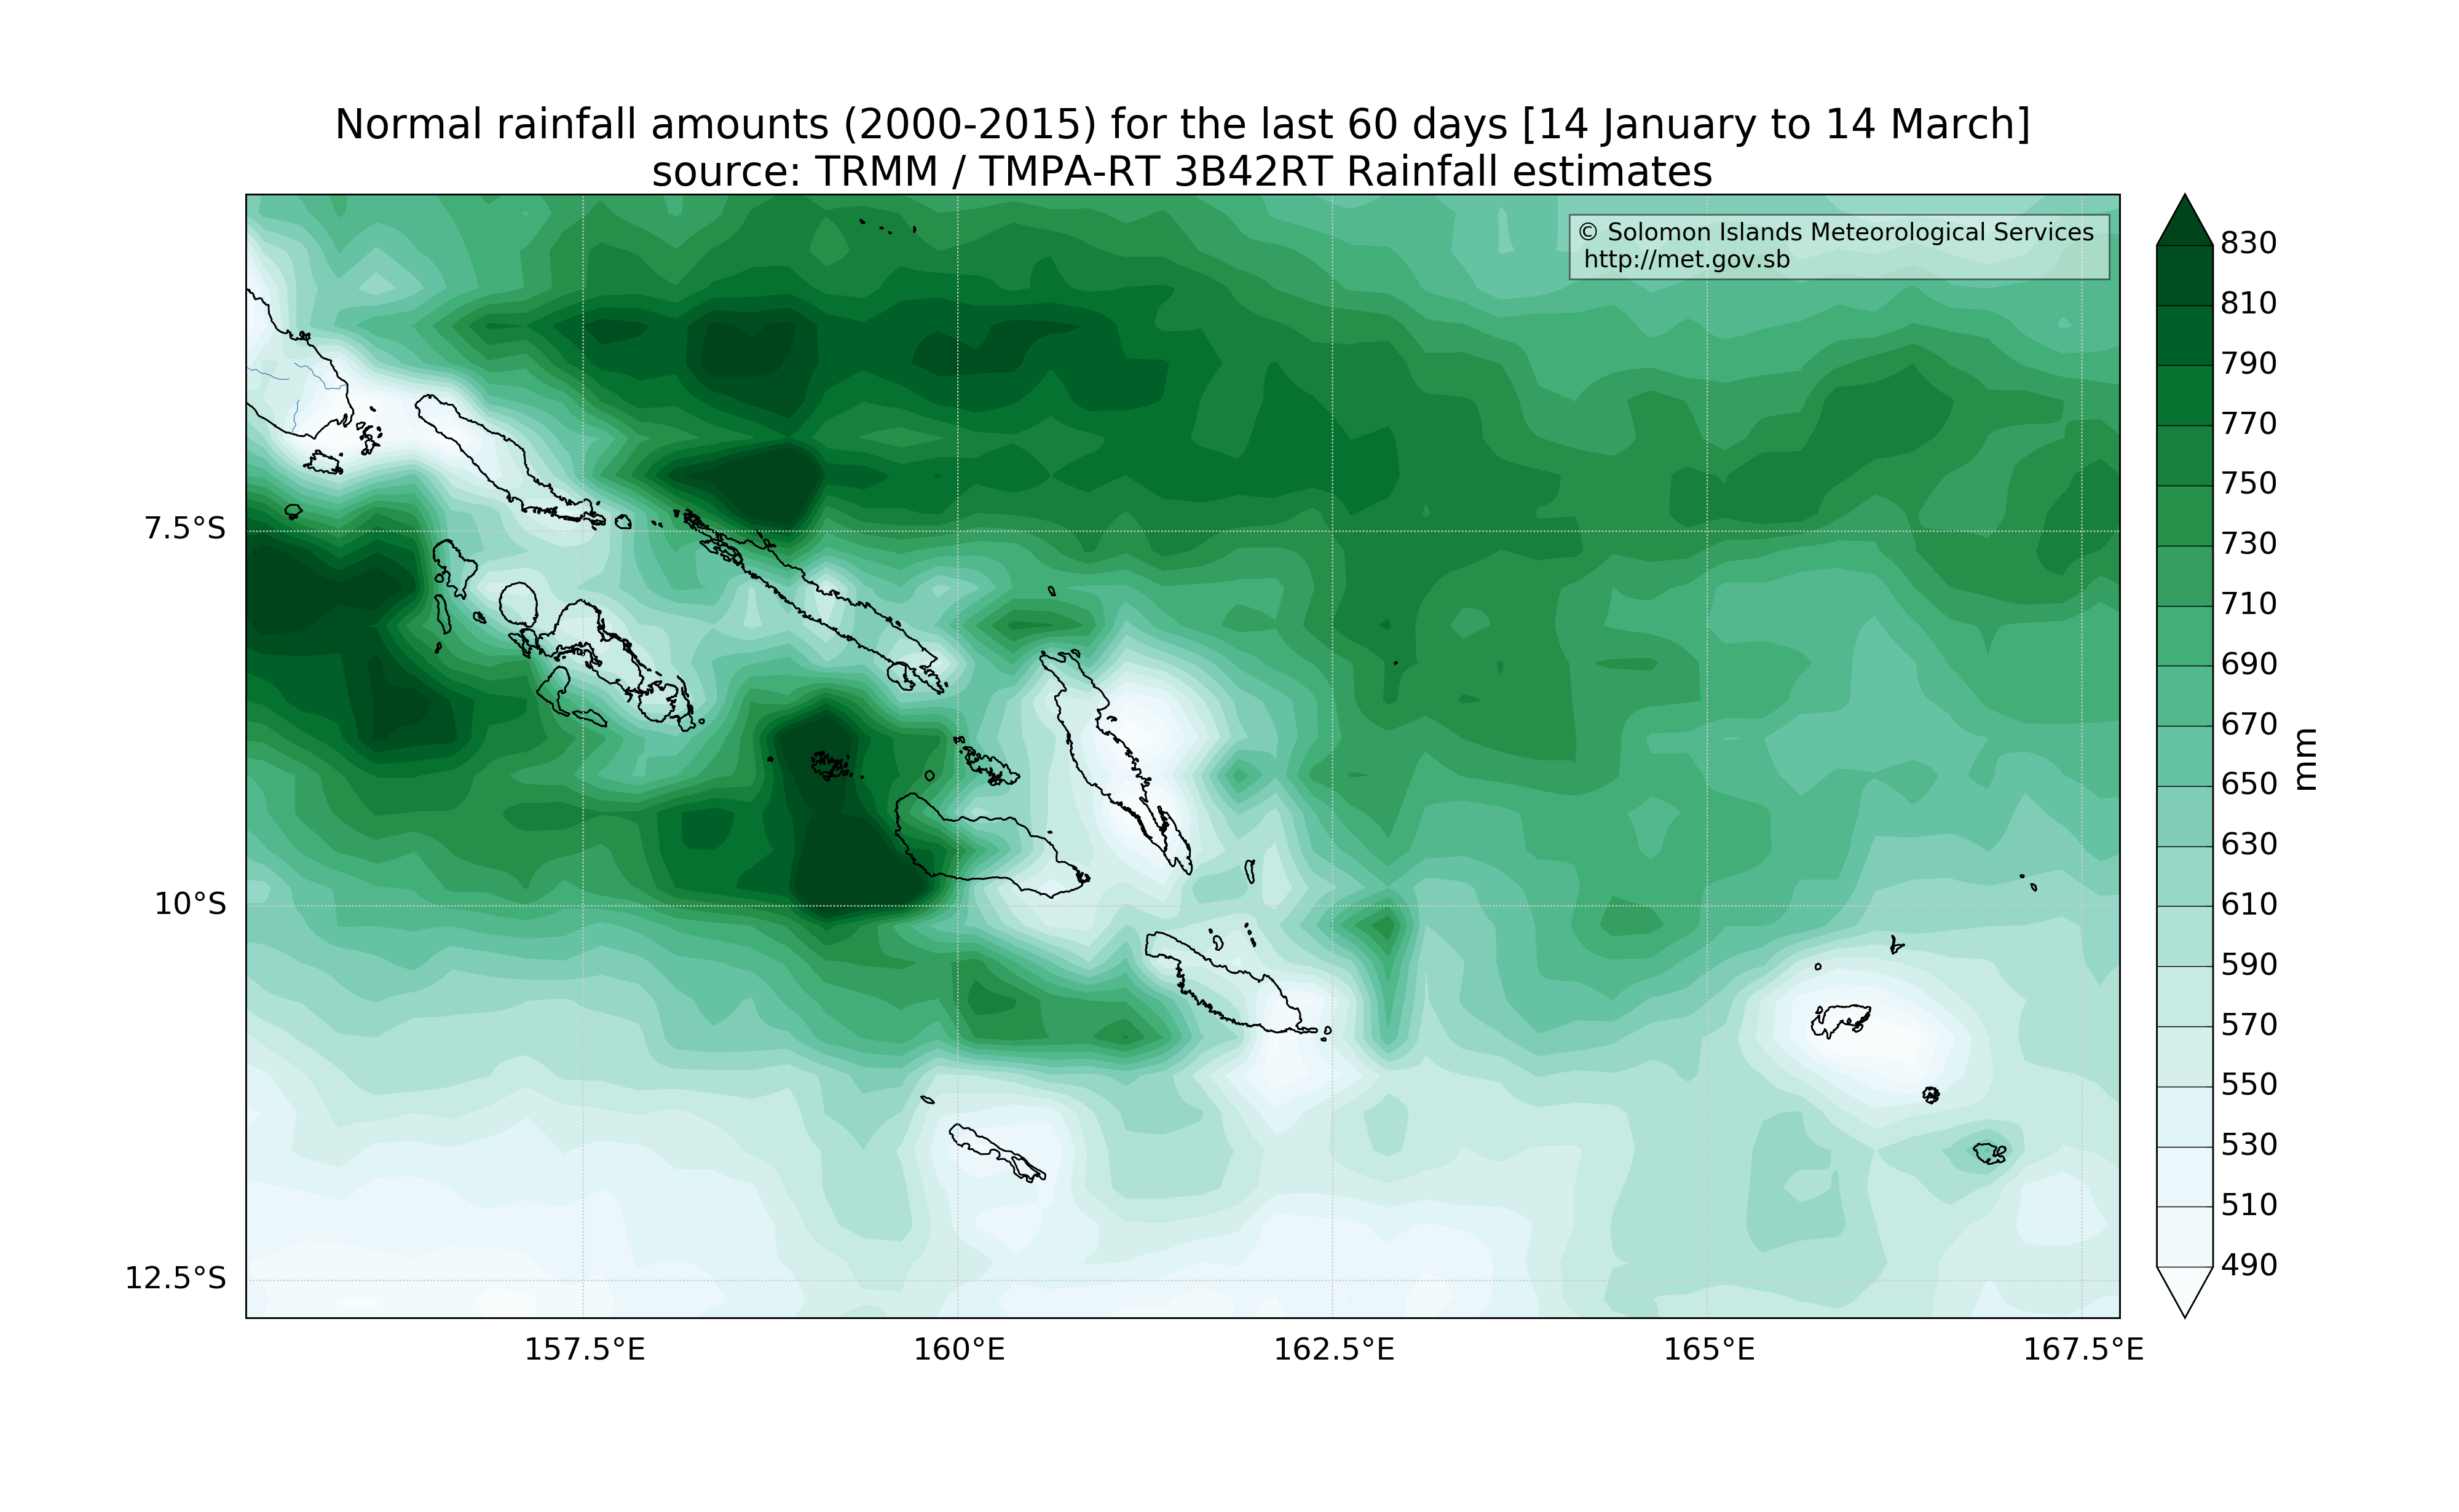 Normal rainfall amounts (2000-2015) for the last 60 days [14 January to 14 March]
source: TRMM / TMPA-RT 3B42RT Rainfall estimates
© Solomon Islands Meteorological Services
http://met.gov.sb
7.5°S
10°S
12.5°S
157.5°E
160°E
162.5°E
165°E
167.5°E
830
810
790
770
750
730
710
690
670
650
630
610
590
570
550
530
510
490
mm